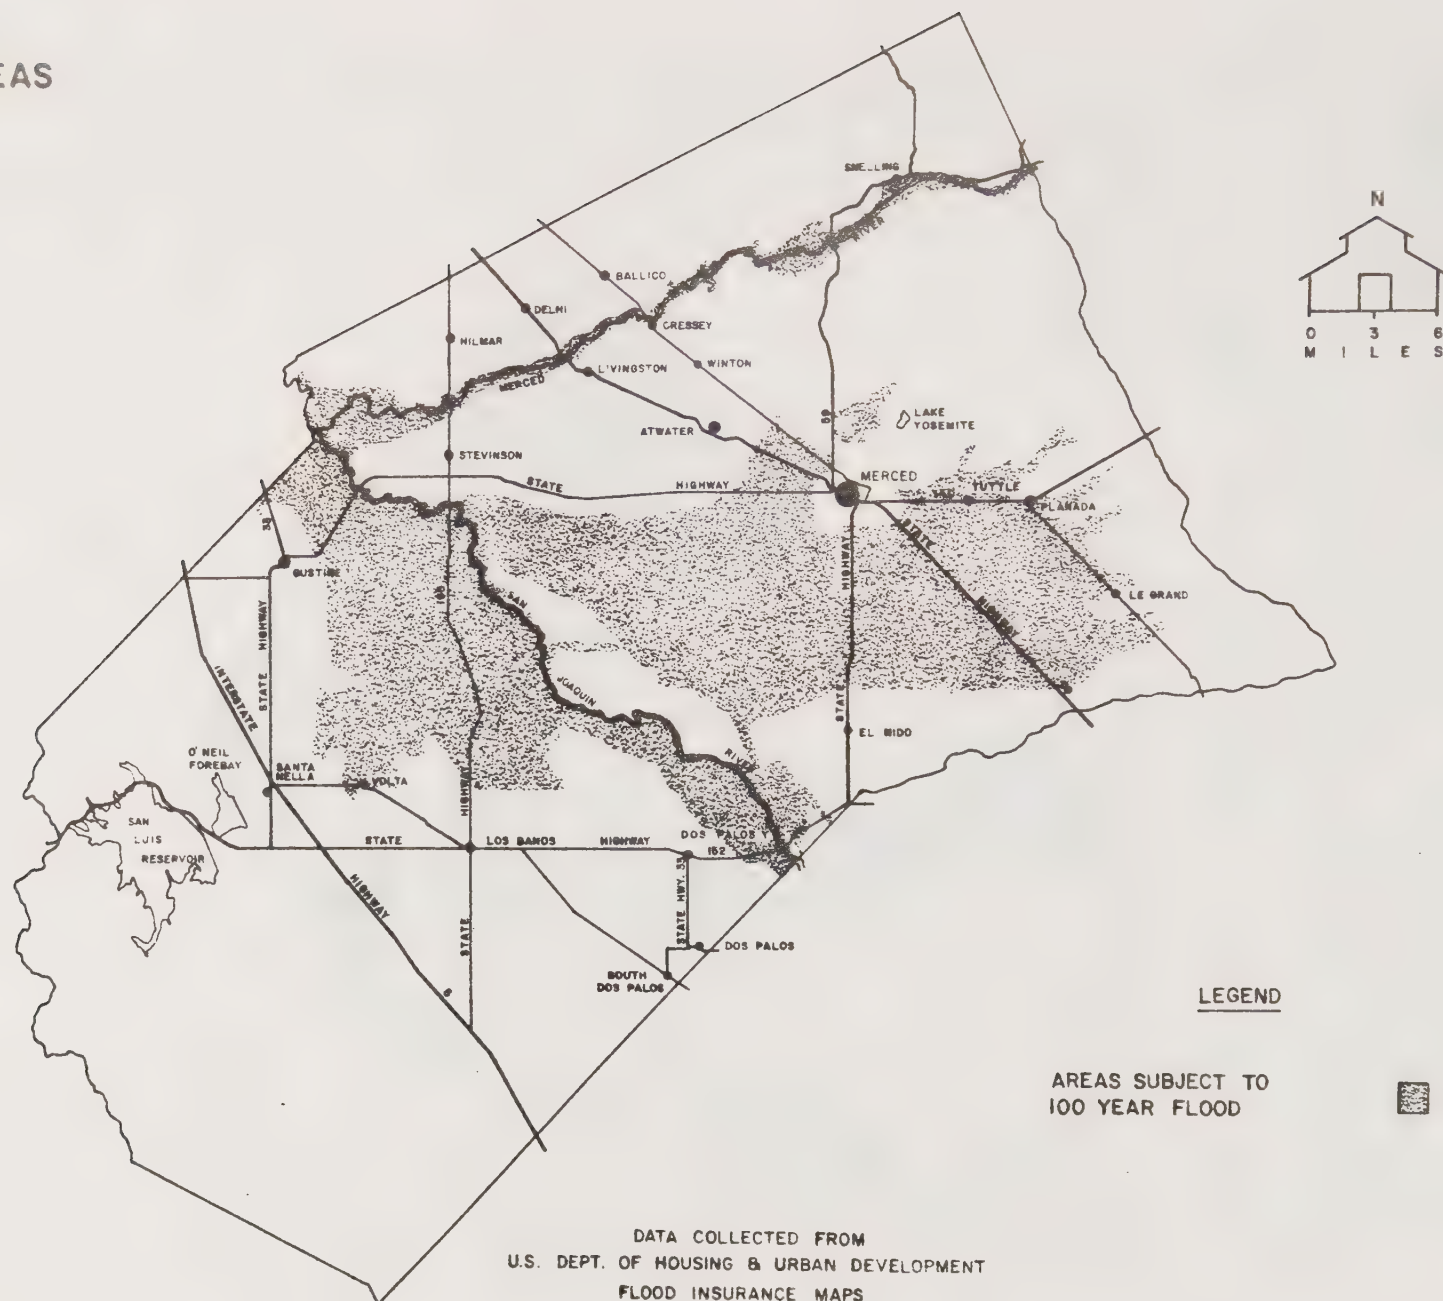 EAS
SNELLING
RIVER
N
BALLICO
DELHI
CRESSEY
HILMAR
0 3 6
MILES
LIVINGSTON
WINTON
MERCED
59
LAKE
YOSEMITE
ATWATER
STEVINSON
MERCED
STATE HIGHWAY
TUTTLE
PLANADA
33
STATE
HIGHWAY
GUSTINE
HIGHWAY
LE GRAND
SAN
165
STATE HIGHWAY
INTERSTATE
JOAQUIN
STATE
EL NIDO
O'NEIL
FOREBAY
RIVER
SANTA
NELLA
VOLTA
HIGHWAY
SAN
LUIS
RESERVOIR
STATE
LOS BANOS
HIGHWAY
DOS PALOS Y
152
HIGHWAY
STATE HWY. 33
STATE
DOS PALOS
SOUTH
DOS PALOS
5
LEGEND
AREAS SUBJECT TO
100 YEAR FLOOD
DATA COLLECTED FROM
U.S. DEPT. OF HOUSING & URBAN DEVELOPMENT
FLOOD INSURANCE MAPS